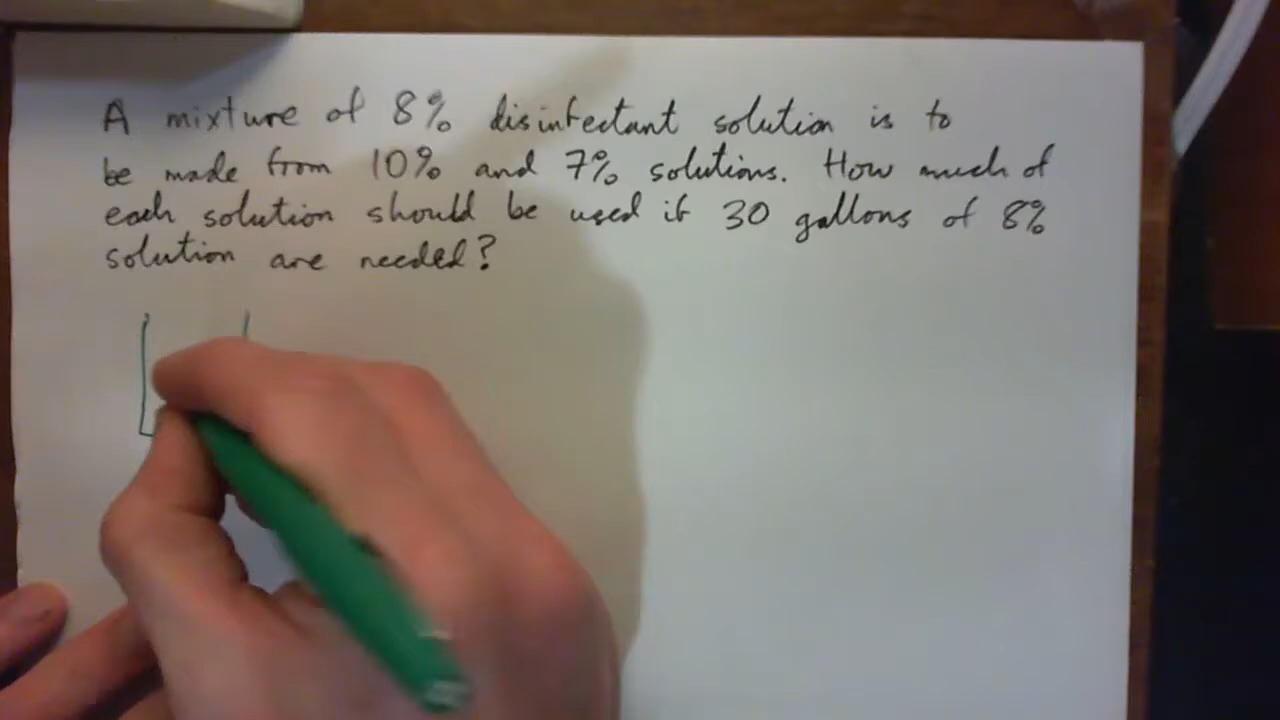 A mixture of 8% disinfectant solution is to
be made from 10% and 7% solutions. How much of
each solution should be used if 30 gallons of 8%
solution are needed?